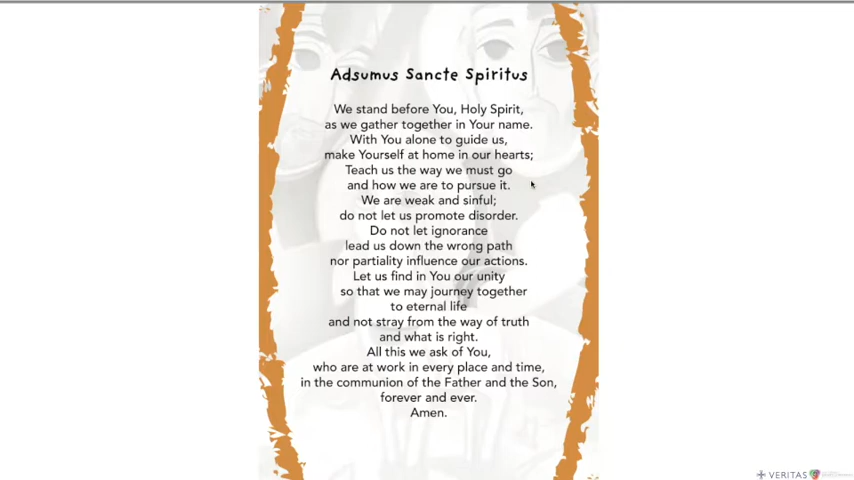 Adsumus Sancte Spiritus
We stand before You, Holy Spirit,
as we gather together in Your name.
With You alone to guide us,
make Yourself at home in our hearts;
Teach us the way we must go
and how we are to pursue it.
We are weak and sinful;
do not let us promote disorder.
Do not let ignorance
lead us down the wrong path
nor partiality influence our actions.
Let us find in You our unity
so that we may journey together
to eternal life
and not stray from the way of truth
and what is right.
All this we ask of You,
who are at work in every place and time,
in the communion of the Father and the Son,
forever and ever.
Amen.
VERITAS